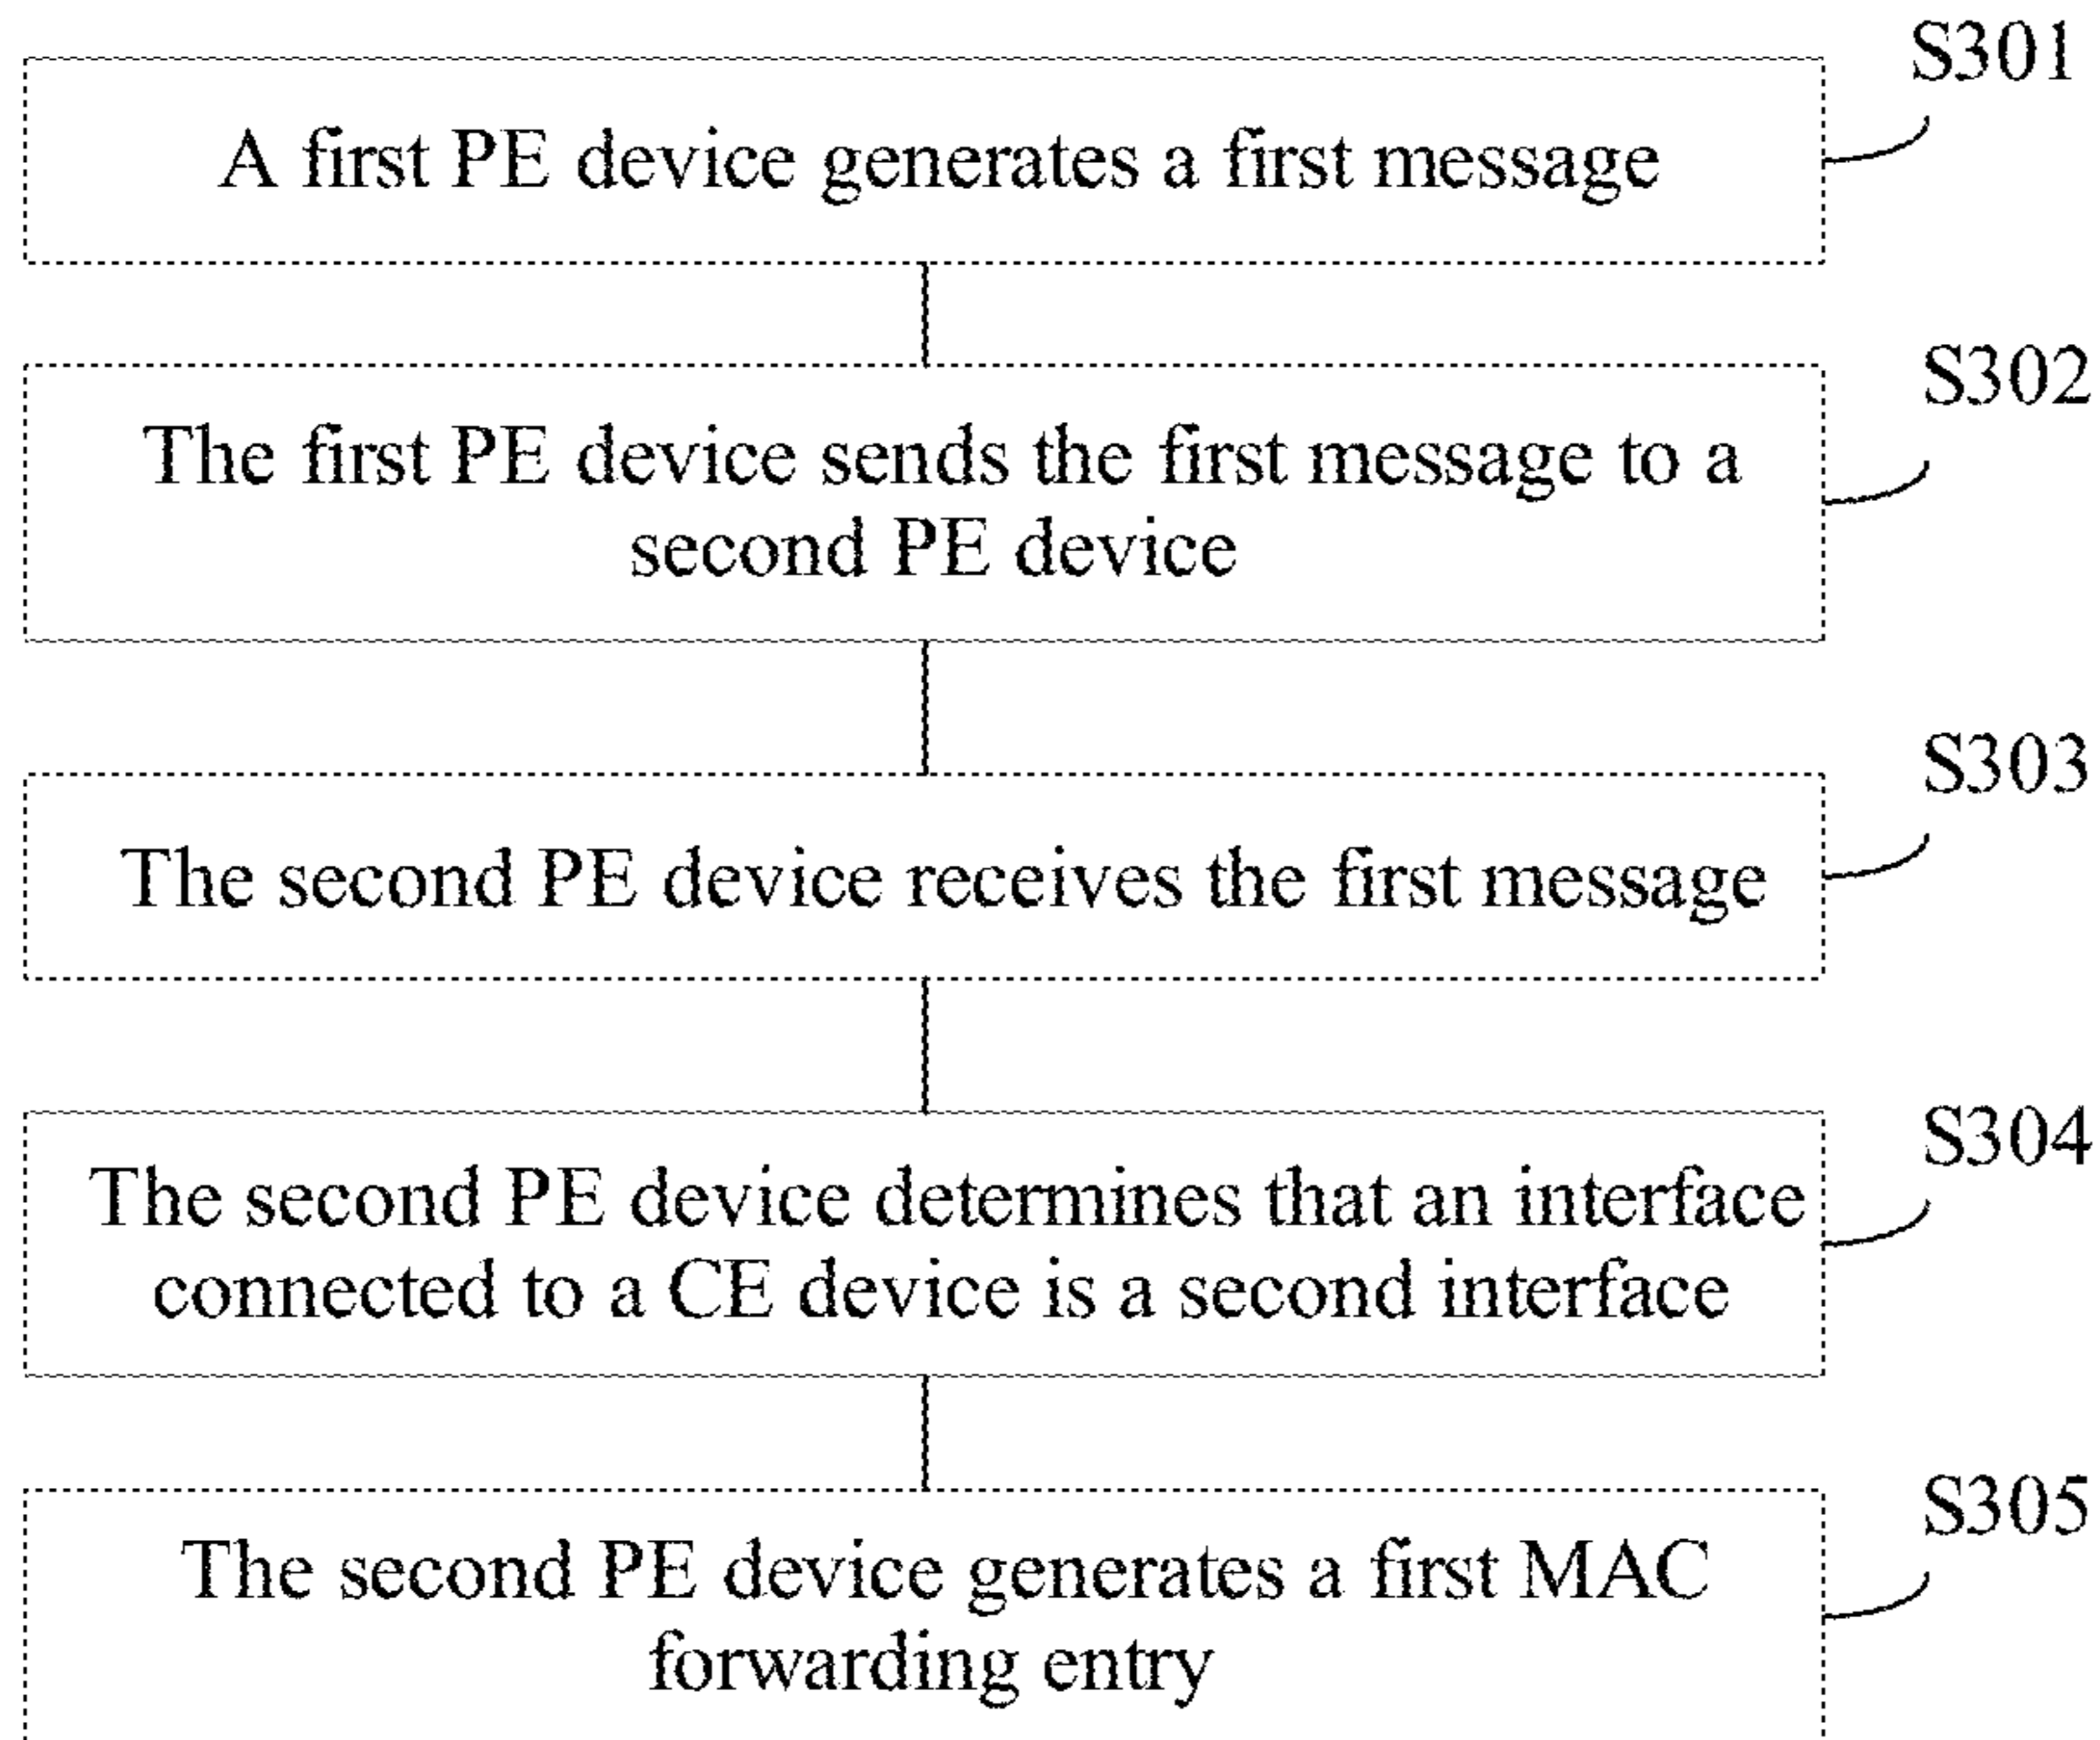 S301
A first PE device generates a first message
S302
The first PE device sends the first message to a
second PE device
S303
The second PE device receives the first message
S304
The second PE device determines that an interface
connected to a CE device is a second interface
S305
The second PE device generates a first MAC
forwarding entry